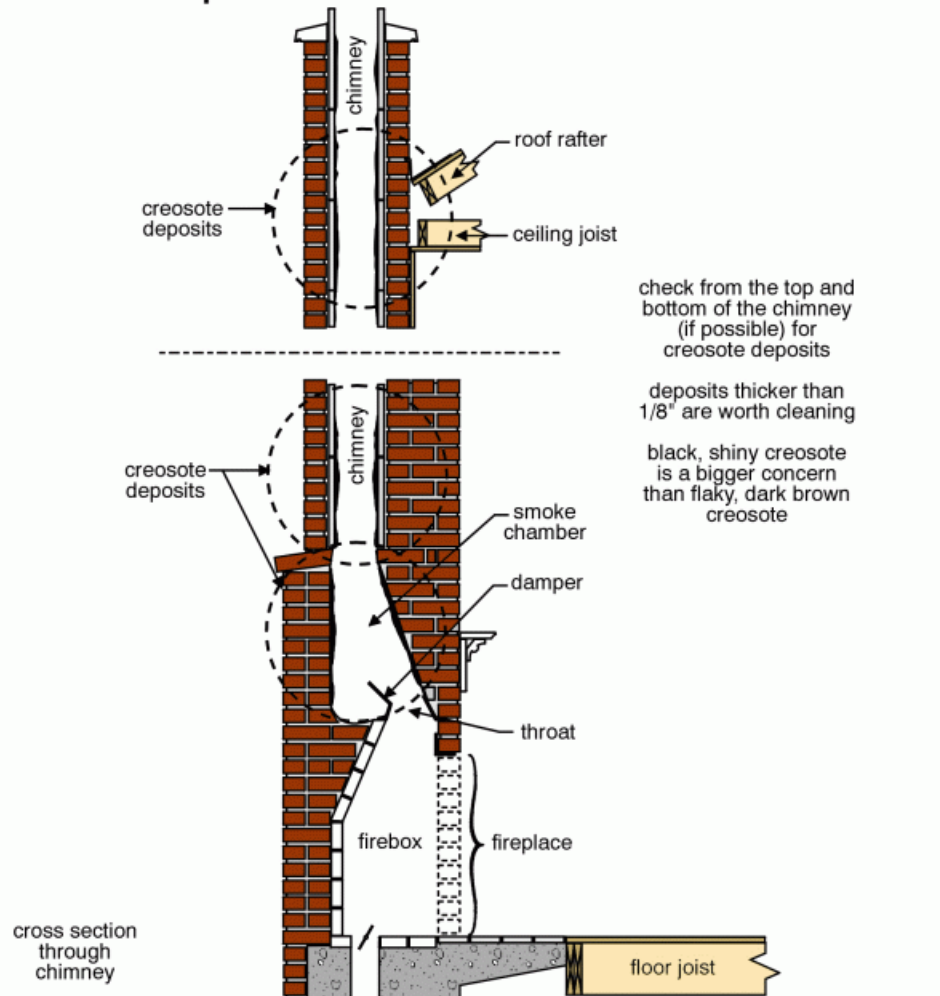 chimney
roof rafter
creosote
deposits
ceiling joist
check from the top and
bottom of the chimney
(if possible) for
creosote deposits
deposits thicker than
1/8" are worth cleaning
black, shiny creosote
is a bigger concern
than flaky, dark brown
creosote
chimney
creosote
deposits
smoke
chamber
damper
throat
firebox
fireplace
cross section
through
chimney
floor joist